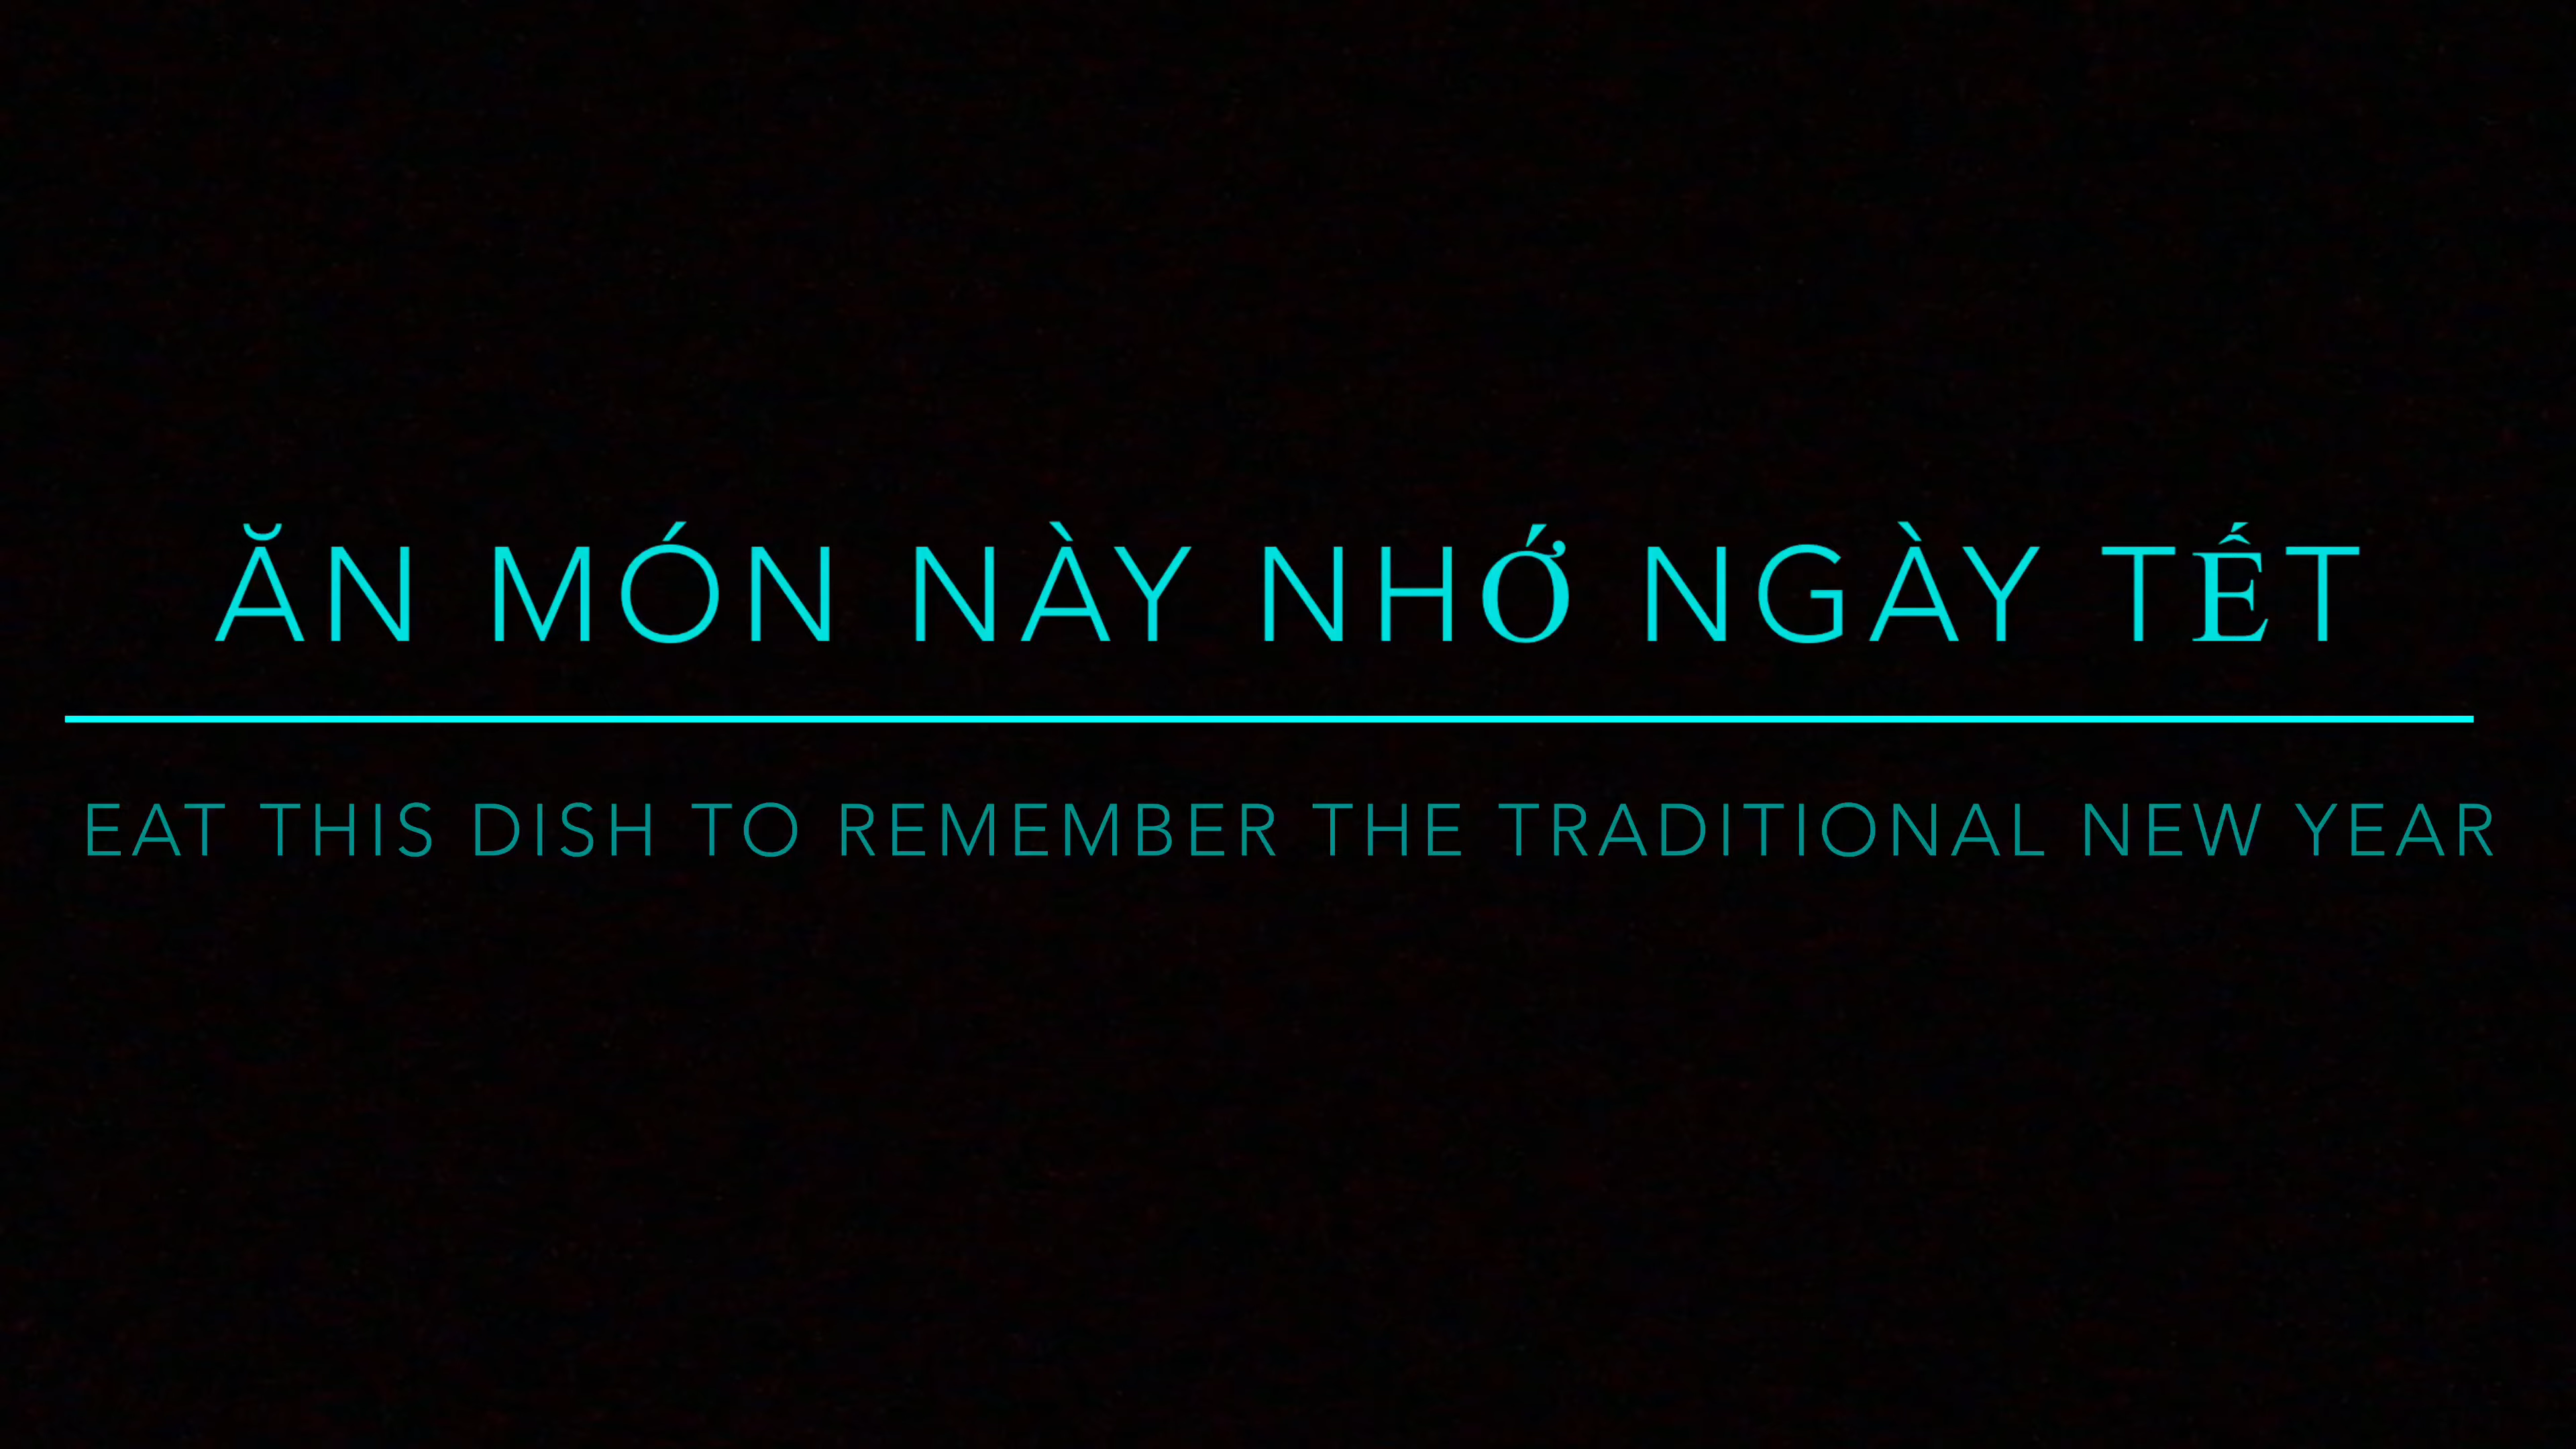 ĂN MÓN NÀY NHỚ NGÀY TẾT
EAT THIS DISH TO REMEMBER THE TRADITIONAL NEW YEAR